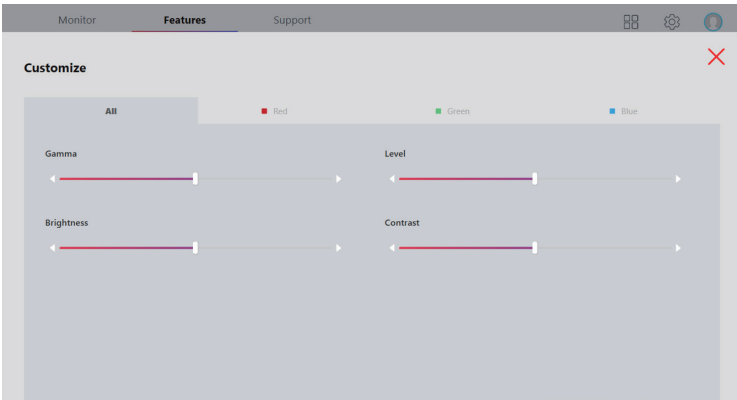 Monitor Features Support
Customize
All Red Green Blue
Gamma Level
Brightness Contrast